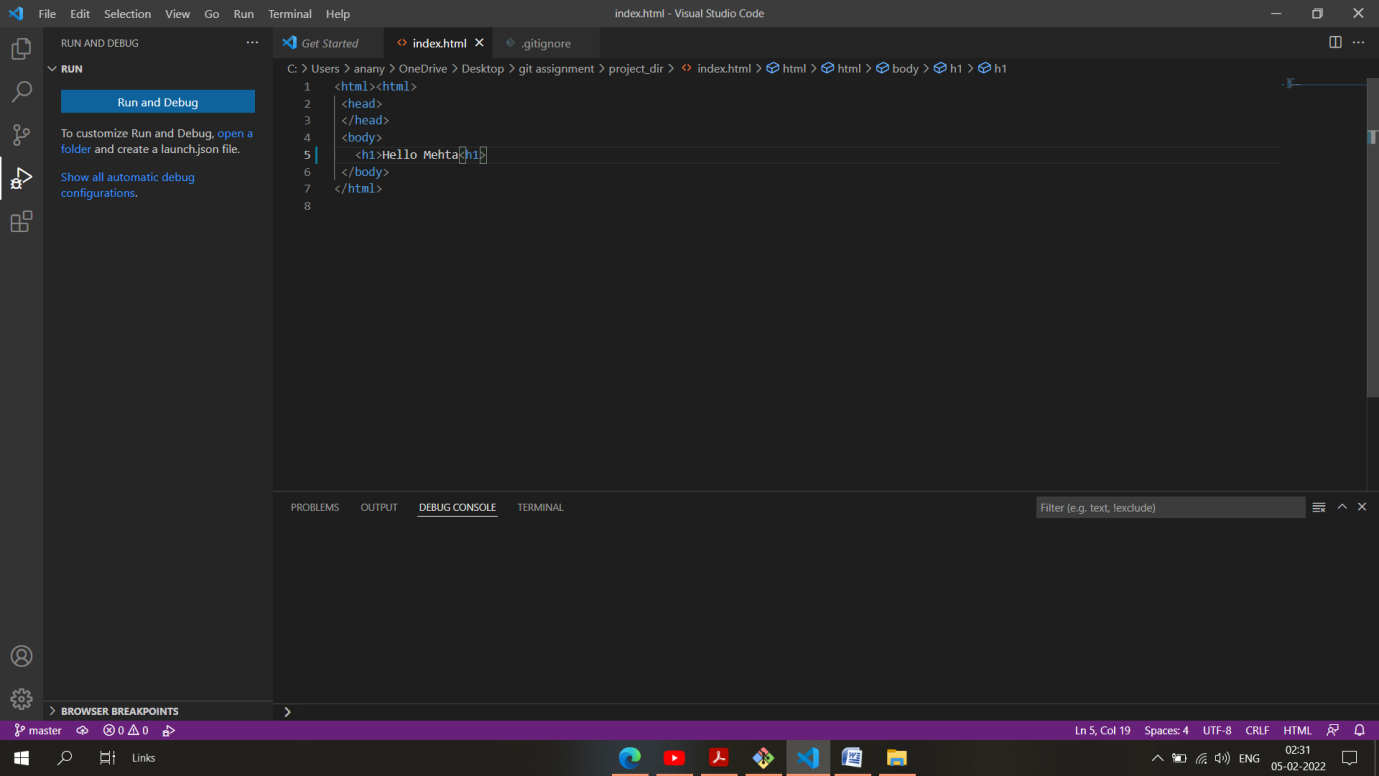 File Edit Selection View Go Run Terminal Help
index.html - Visual Studio Code
RUN AND DEBUG
RUN
Run and Debug
To customize Run and Debug, open a
folder and create a launch.json file.
Show all automatic debug
configurations.
BROWSER BREAKPOINTS
Get Started index.html .gitignore
C: > Users > anany > OneDrive > Desktop > git assignment > project_dir > index.html > html > html > body > h1 > h1
1 <html><html>
2 <head>
3 </head>
4 <body>
5 <h1>Hello Mehta<h1>
6 </body>
7 </html>
8
PROBLEMS OUTPUT DEBUG CONSOLE TERMINAL
Filter (e.g. text, !exclude)
master 0 0
Ln 5, Col 19 Spaces: 4 UTF-8 CRLF HTML
Links
ENG
02:31
05-02-2022